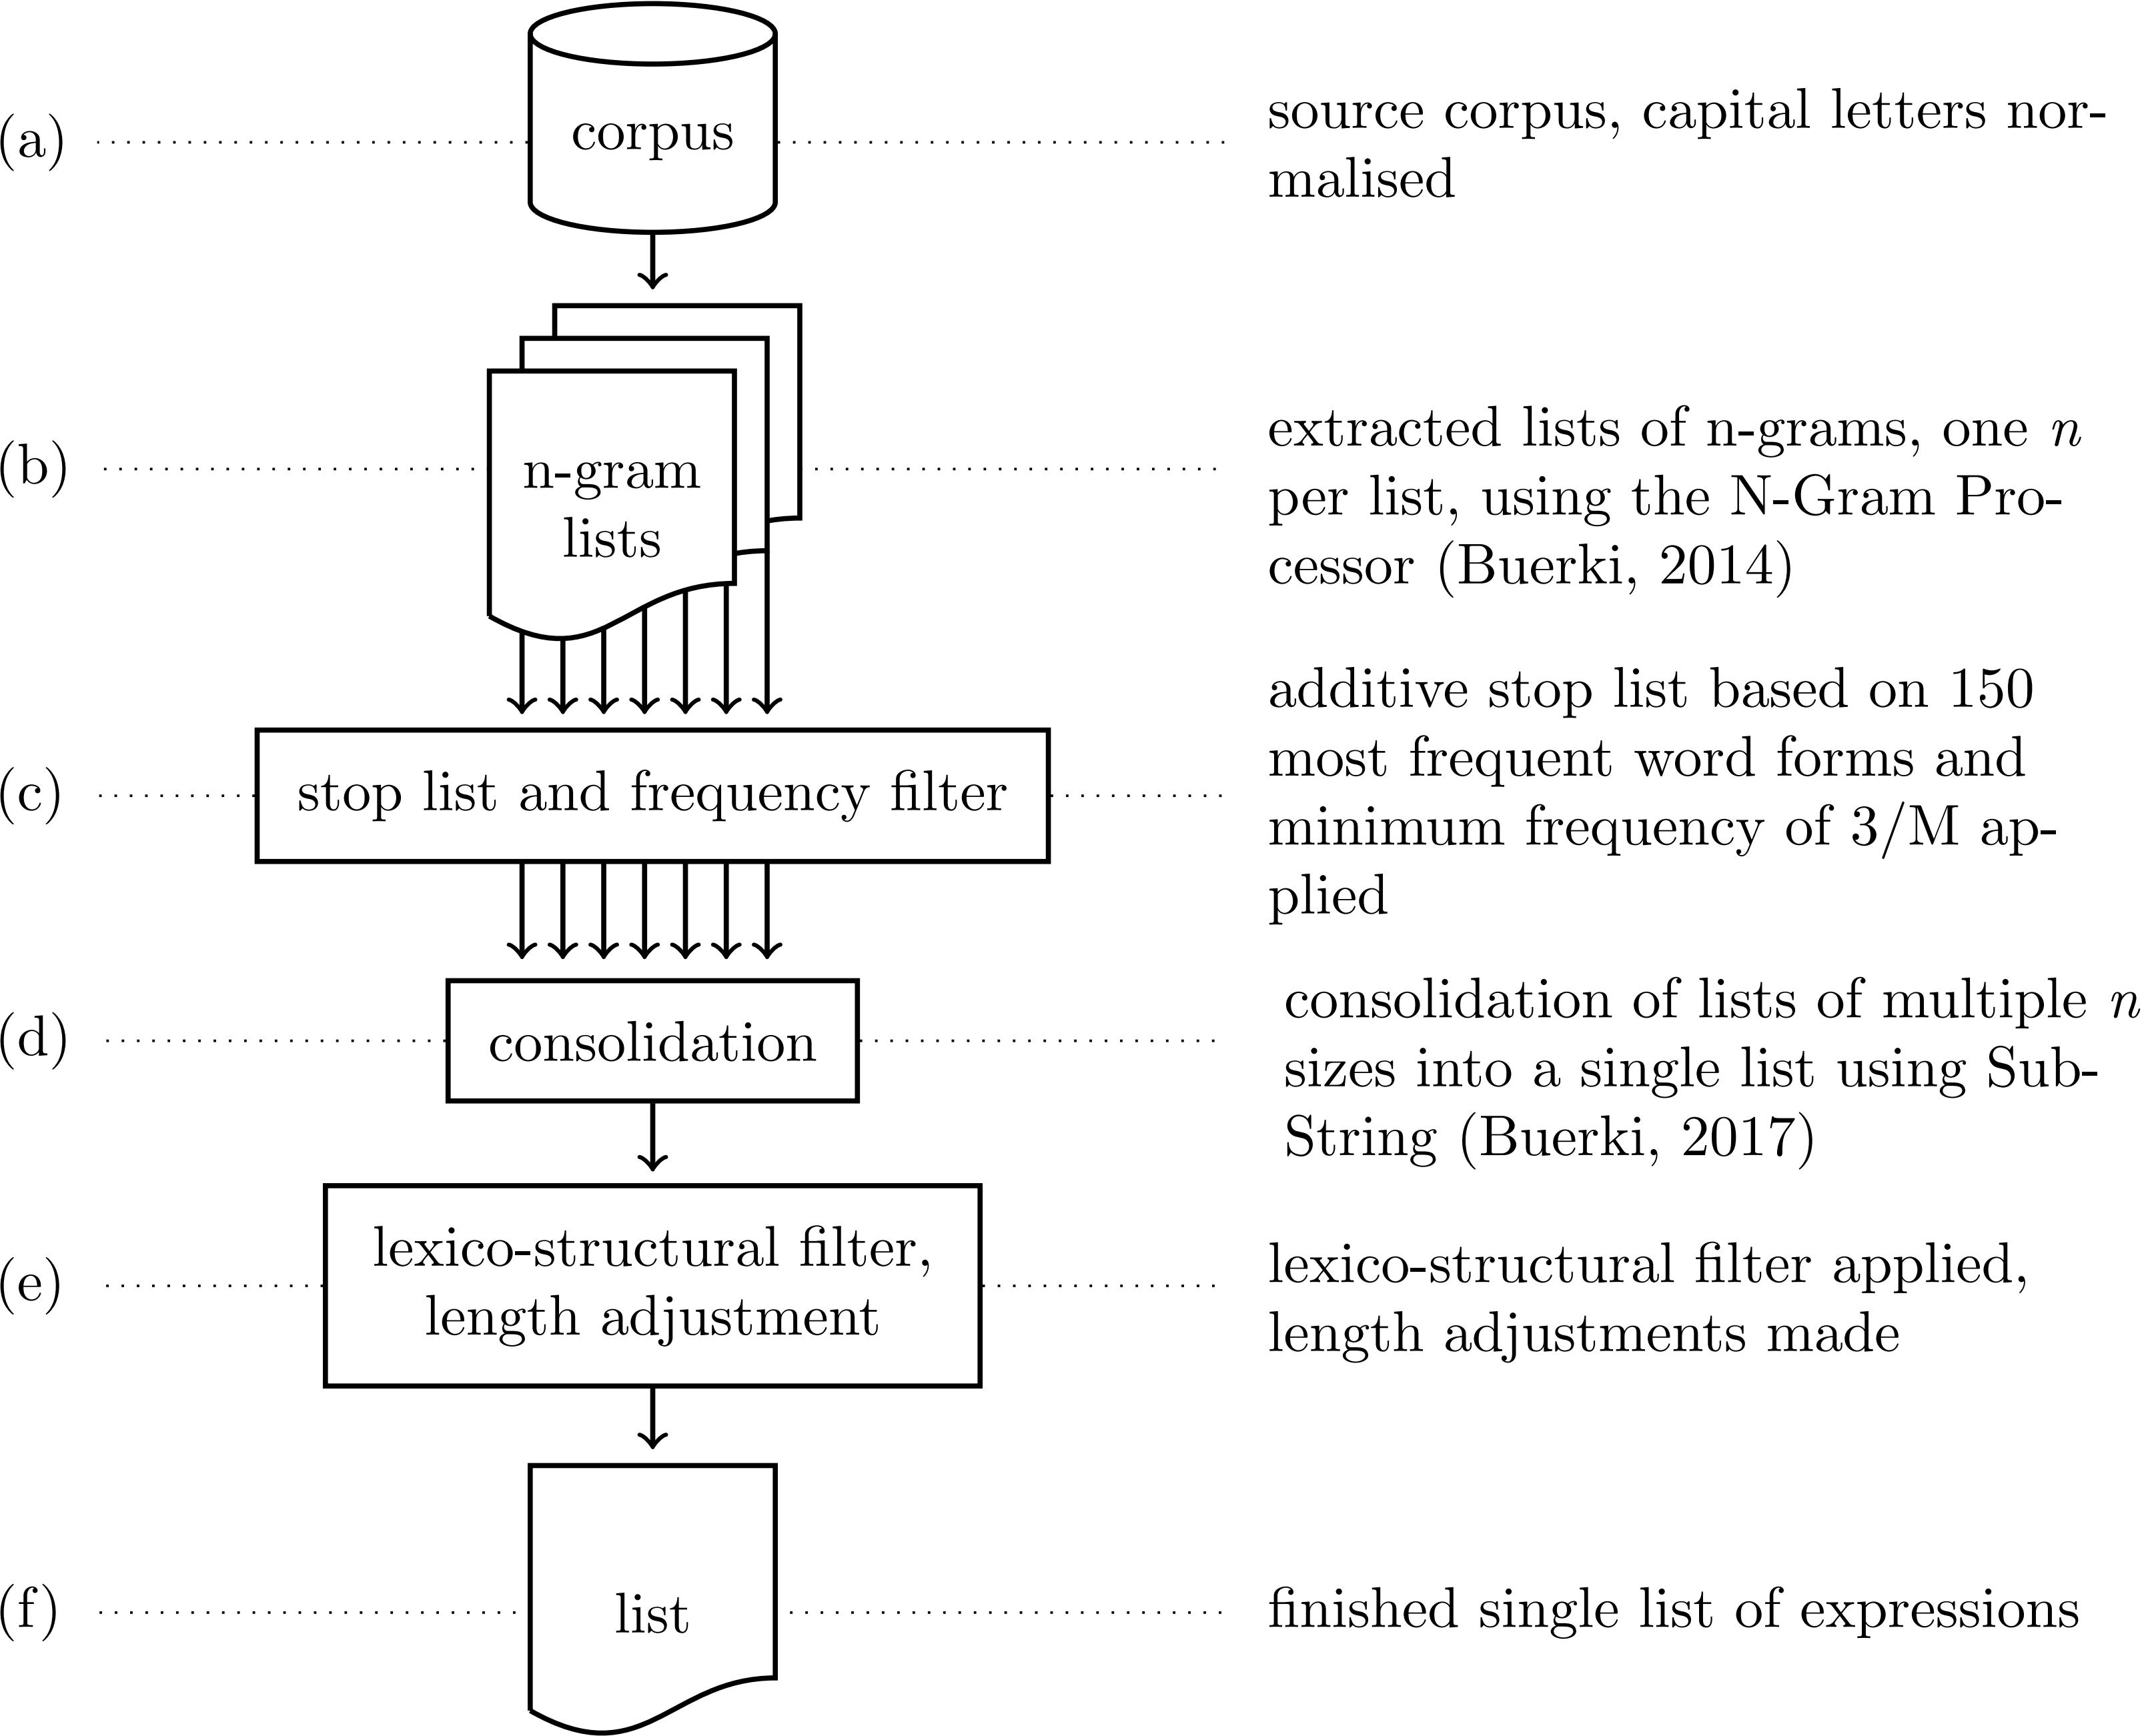 (a)
corpus
source corpus, capital letters nor-
malised
(b)
n-gram
lists
extracted lists of n-grams, one n
per list, using the N-Gram Pro-
cessor (Buerki, 2014)
(c)
stop list and frequency filter
additive stop list based on 150
most frequent word forms and
minimum frequency of 3/M ap-
plied
(d)
consolidation
consolidation of lists of multiple n
sizes into a single list using Sub-
String (Buerki, 2017)
(e)
lexico-structural filter,
length adjustment
lexico-structural filter applied,
length adjustments made
(f)
list
finished single list of expressions